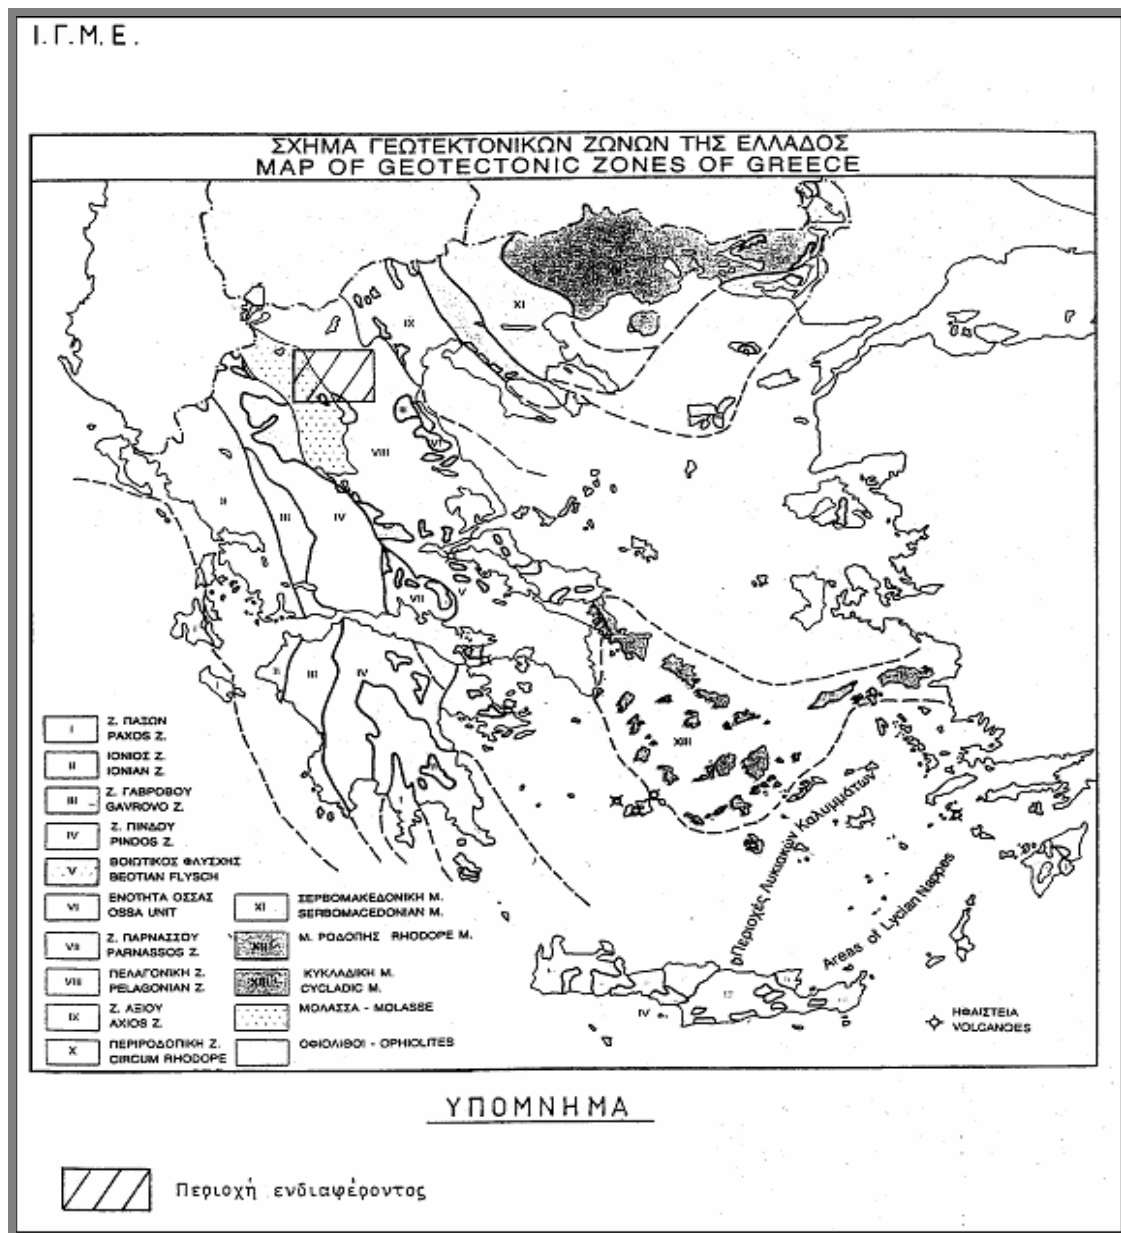 Ι.Γ.Μ.Ε.
ΣΧΗΜΑ ΓΕΩΤΕΚΤΟΝΙΚΩΝ ΖΩΝΩΝ ΤΗΣ ΕΛΛΑΔΟΣ
MAP OF GEOTECTONIC ZONES OF GREECE
XI
IX
VIII
VI
II
III
IV
VII
V
II
III
IV
XIII
IV
Περιοχές Λυκιακών Καλυμμάτων
Areas of Lycian Nappes
I
Ζ. ΠΑΞΩΝ
PAXOS Z.
II
ΙΟΝΙΟΣ Ζ.
IONIAN Z.
III
Ζ. ΓΑΒΡΟΒΟΥ
GAVROVO Z.
IV
Ζ. ΠΙΝΔΟΥ
PINDOS Z.
V
ΒΟΙΩΤΙΚΟΣ ΦΛΥΣΧΗΣ
BEOTIAN FLYSCH
VI
ΕΝΟΤΗΤΑ ΟΣΣΑΣ
OSSA UNIT
VII
Ζ. ΠΑΡΝΑΣΣΟΥ
PARNASSOS Z.
VIII
ΠΕΛΑΓΟΝΙΚΗ Ζ.
PELAGONIAN Z.
IX
Ζ. ΑΞΙΟΥ
AXIOS Z.
X
ΠΕΡΙΡΟΔΟΠΙΚΗ Ζ.
CIRCUM RHODOPE
XI
ΣΕΡΒΟΜΑΚΕΔΟΝΙΚΗ Μ.
SERBOMACEDONIAN M.
XII
Μ. ΡΟΔΟΠΗΣ RHODOPE M.
XIII
ΚΥΚΛΑΔΙΚΗ Μ.
CYCLADIC M.
ΜΟΛΑΣΣΑ - MOLASSE
ΟΦΙΟΛΙΘΟΙ - OPHIOLITES
ΗΦΑΙΣΤΕΙΑ
VOLCANOES
ΥΠΟΜΝΗΜΑ
Περιοχή ενδιαφέροντος